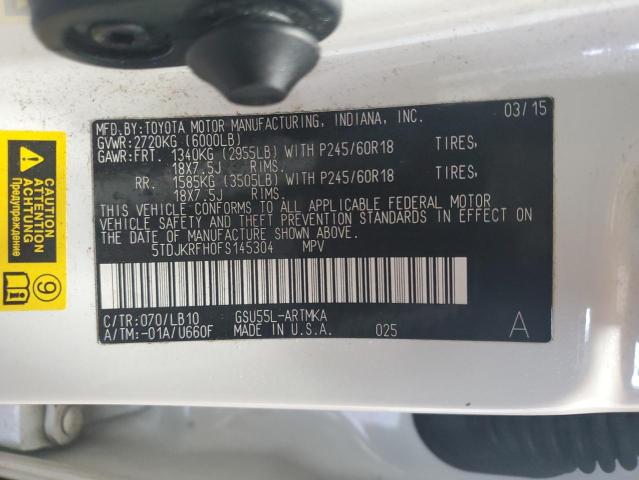 MFD.BY:TOYOTA MOTOR MANUFACTURING, INDIANA, INC. 03/15
GVWR:2720KG (6000LB)
GAWR:FRT. 1340KG (2955LB) WITH P245/60R18 TIRES,
18X7.5J RIMS.
RR. 1585KG (3505LB) WITH P245/60R18 TIRES,
18X7.5J RIMS.
THIS VEHICLE CONFORMS TO ALL APPLICABLE FEDERAL MOTOR
VEHICLE SAFETY AND THEFT PREVENTION STANDARDS IN EFFECT ON
THE DATE OF MANUFACTURE SHOWN ABOVE.
5TDJKRFH0FS145304 MPV
C/TR:070/LB10 GSU55L-ARTMKA
A/TM:-01A/U660F MADE IN U.S.A. 025 A
CAUTION
ACHTUNG
Предупреждение
9